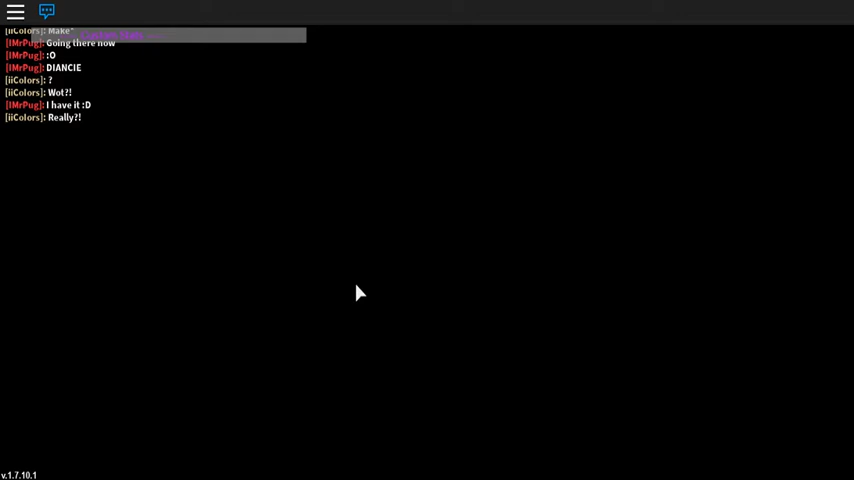 [iiColors]: Make*
[IMrPug]: Going there now
[IMrPug]: :O
[IMrPug]: DIANCIE
[iiColors]: ?
[iiColors]: Wot?!
[IMrPug]: I have it :D
[iiColors]: Really?!
v.1.7.10.1